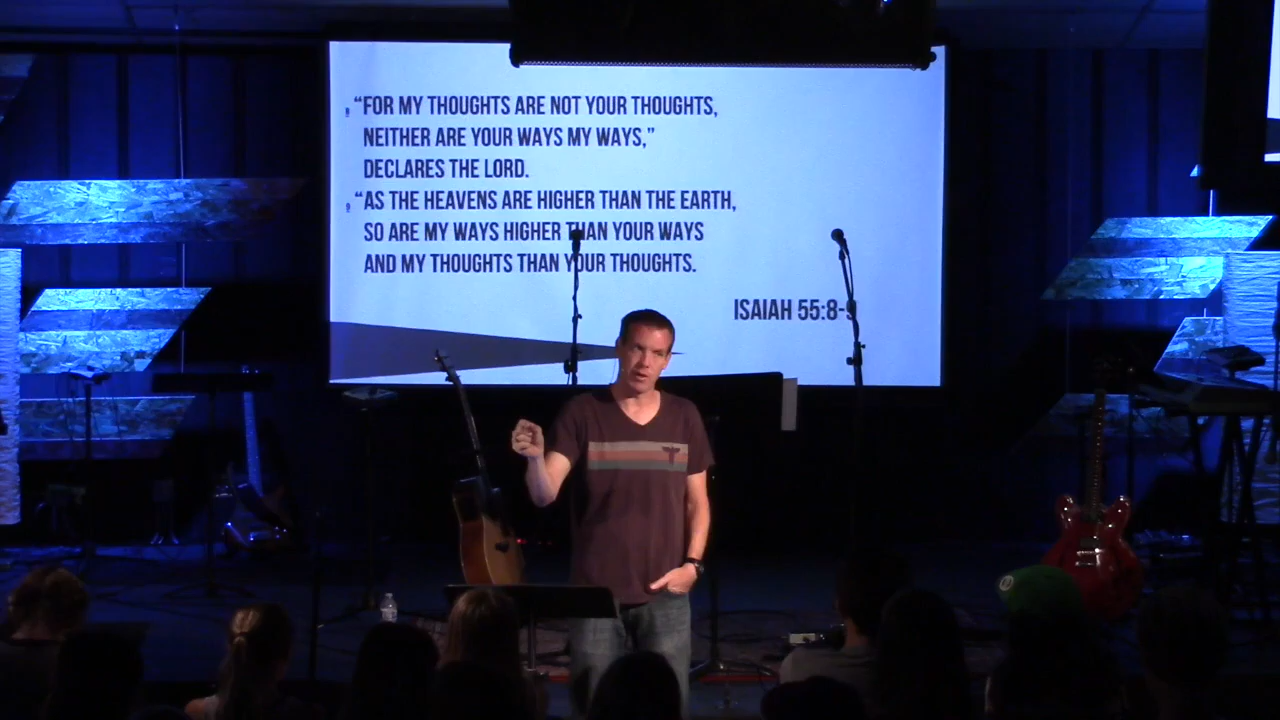 “FOR MY THOUGHTS ARE NOT YOUR THOUGHTS,
NEITHER ARE YOUR WAYS MY WAYS,”
DECLARES THE LORD.
“AS THE HEAVENS ARE HIGHER THAN THE EARTH,
SO ARE MY WAYS HIGHER THAN YOUR WAYS
AND MY THOUGHTS THAN YOUR THOUGHTS.
ISAIAH 55:8-9